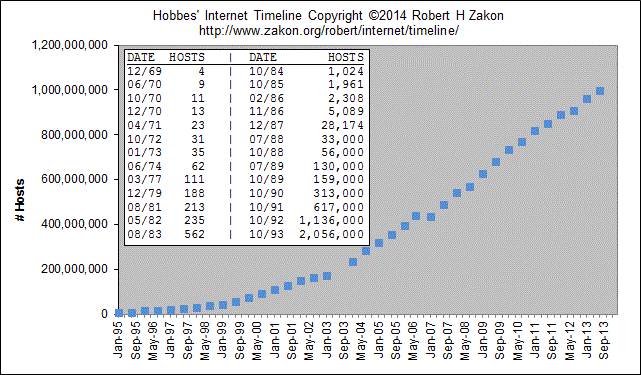 Hobbes' Internet Timeline Copyright ©2014 Robert H Zakon
http://www.zakon.org/robert/internet/timeline/
DATE HOSTS | DATE HOSTS
12/69 4 | 10/84 1,024
06/70 9 | 10/85 1,961
10/70 11 | 02/86 2,308
12/70 13 | 11/86 5,089
04/71 23 | 12/87 28,174
10/72 31 | 07/88 33,000
01/73 35 | 10/88 56,000
06/74 62 | 07/89 130,000
03/77 111 | 10/89 159,000
12/79 188 | 10/90 313,000
08/81 213 | 10/91 617,000
05/82 235 | 10/92 1,136,000
08/83 562 | 10/93 2,056,000
# Hosts
1,200,000,000
1,000,000,000
800,000,000
600,000,000
400,000,000
200,000,000
0
Jan-95
Sep-95
May-96
Jan-97
Sep-97
May-98
Jan-99
Sep-99
May-00
Jan-01
Sep-01
May-02
Jan-03
Sep-03
May-04
Jan-05
Sep-05
May-06
Jan-07
Sep-07
May-08
Jan-09
Sep-09
May-10
Jan-11
Sep-11
May-12
Jan-13
Sep-13